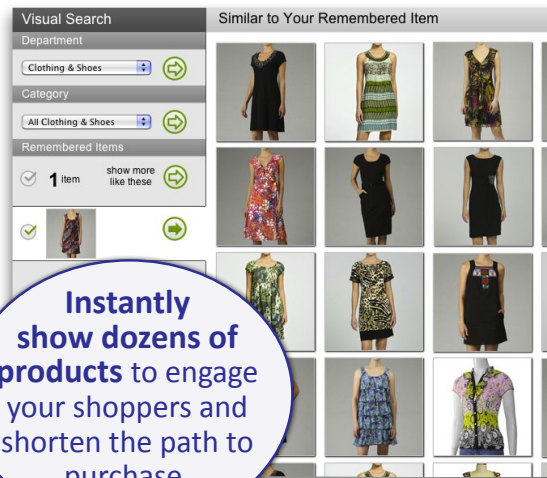 Visual Search
Similar to Your Remembered Item
Department
Clothing & Shoes
Category
All Clothing & Shoes
Remembered Items
1 item
show more
like these
Instantly
show dozens of
products to engage
your shoppers and
shorten the path to
purchase